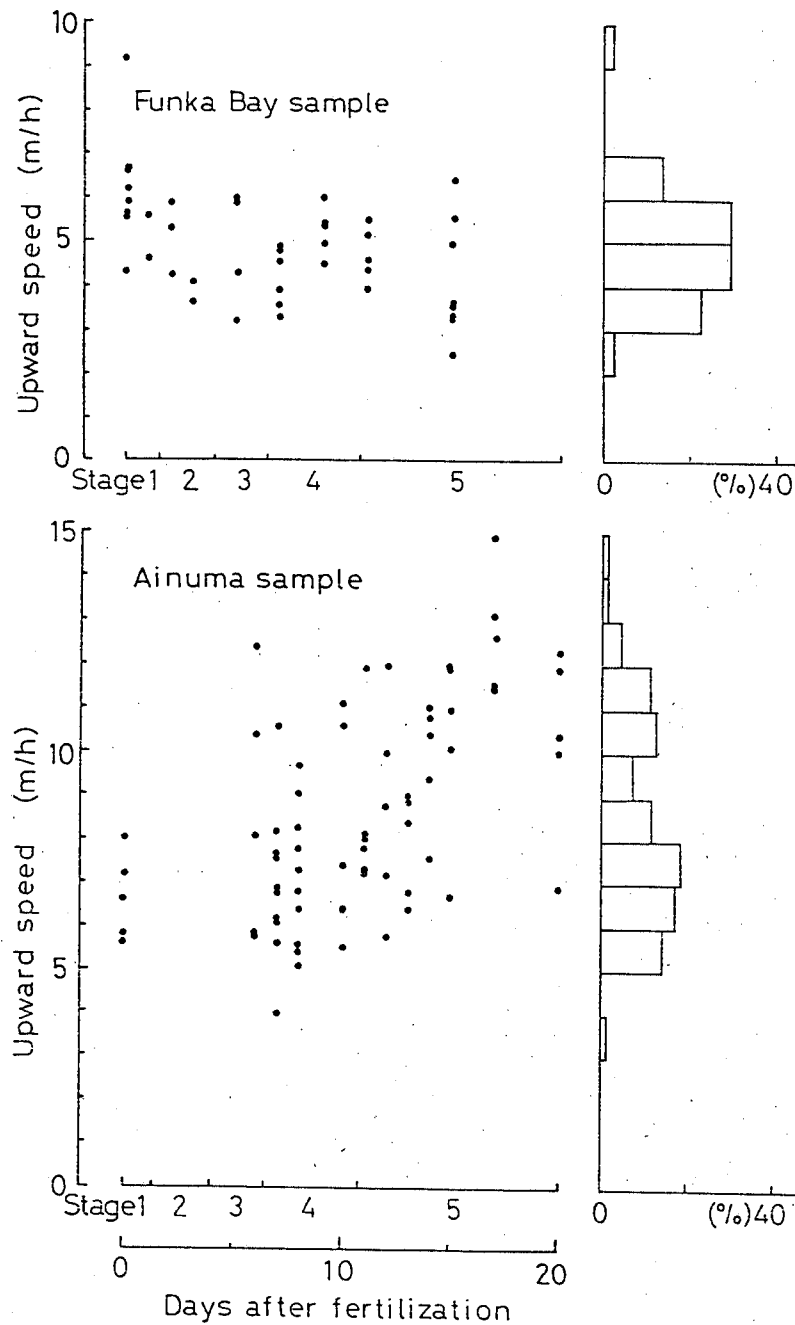 10
Funka Bay sample
Upward speed (m/h)
5
0
Stage1 2 3 4 5
0 (%)40
15
Ainuma sample
10
Upward speed (m/h)
5
0
Stage1 2 3 4 5
0 (%)40
0 10 20
Days after fertilization